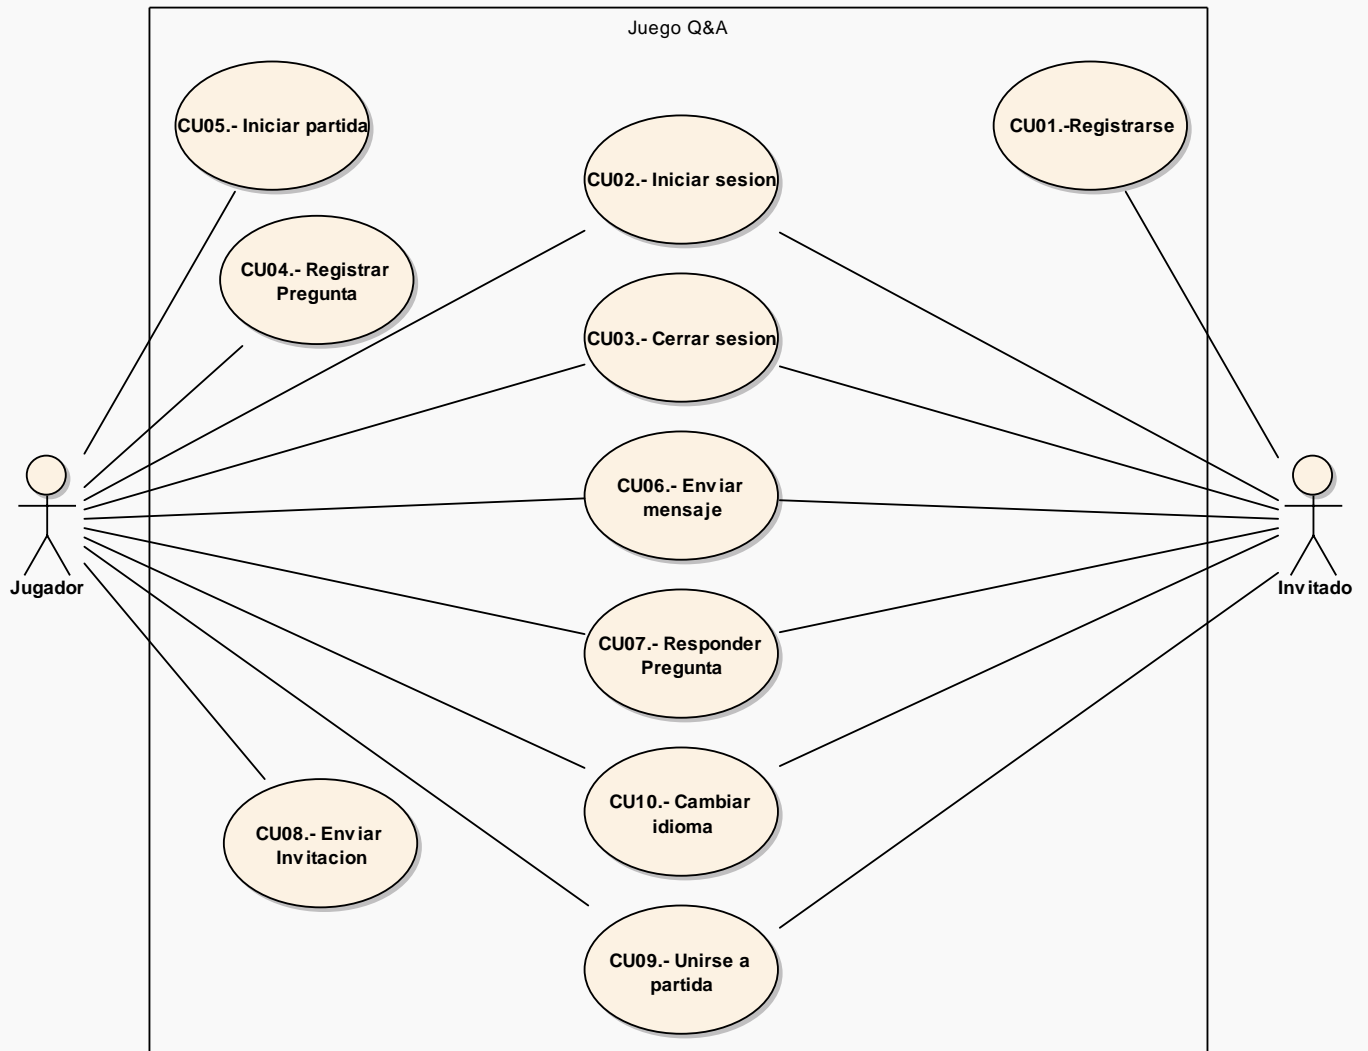 Juego Q&A
CU05.- Iniciar partida
CU01.-Registrarse
CU02.- Iniciar sesion
CU04.- Registrar
Pregunta
CU03.- Cerrar sesion
CU06.- Enviar
mensaje
Jugador
Invitado
CU07.- Responder
Pregunta
CU10.- Cambiar
idioma
CU08.- Enviar
Invitacion
CU09.- Unirse a
partida